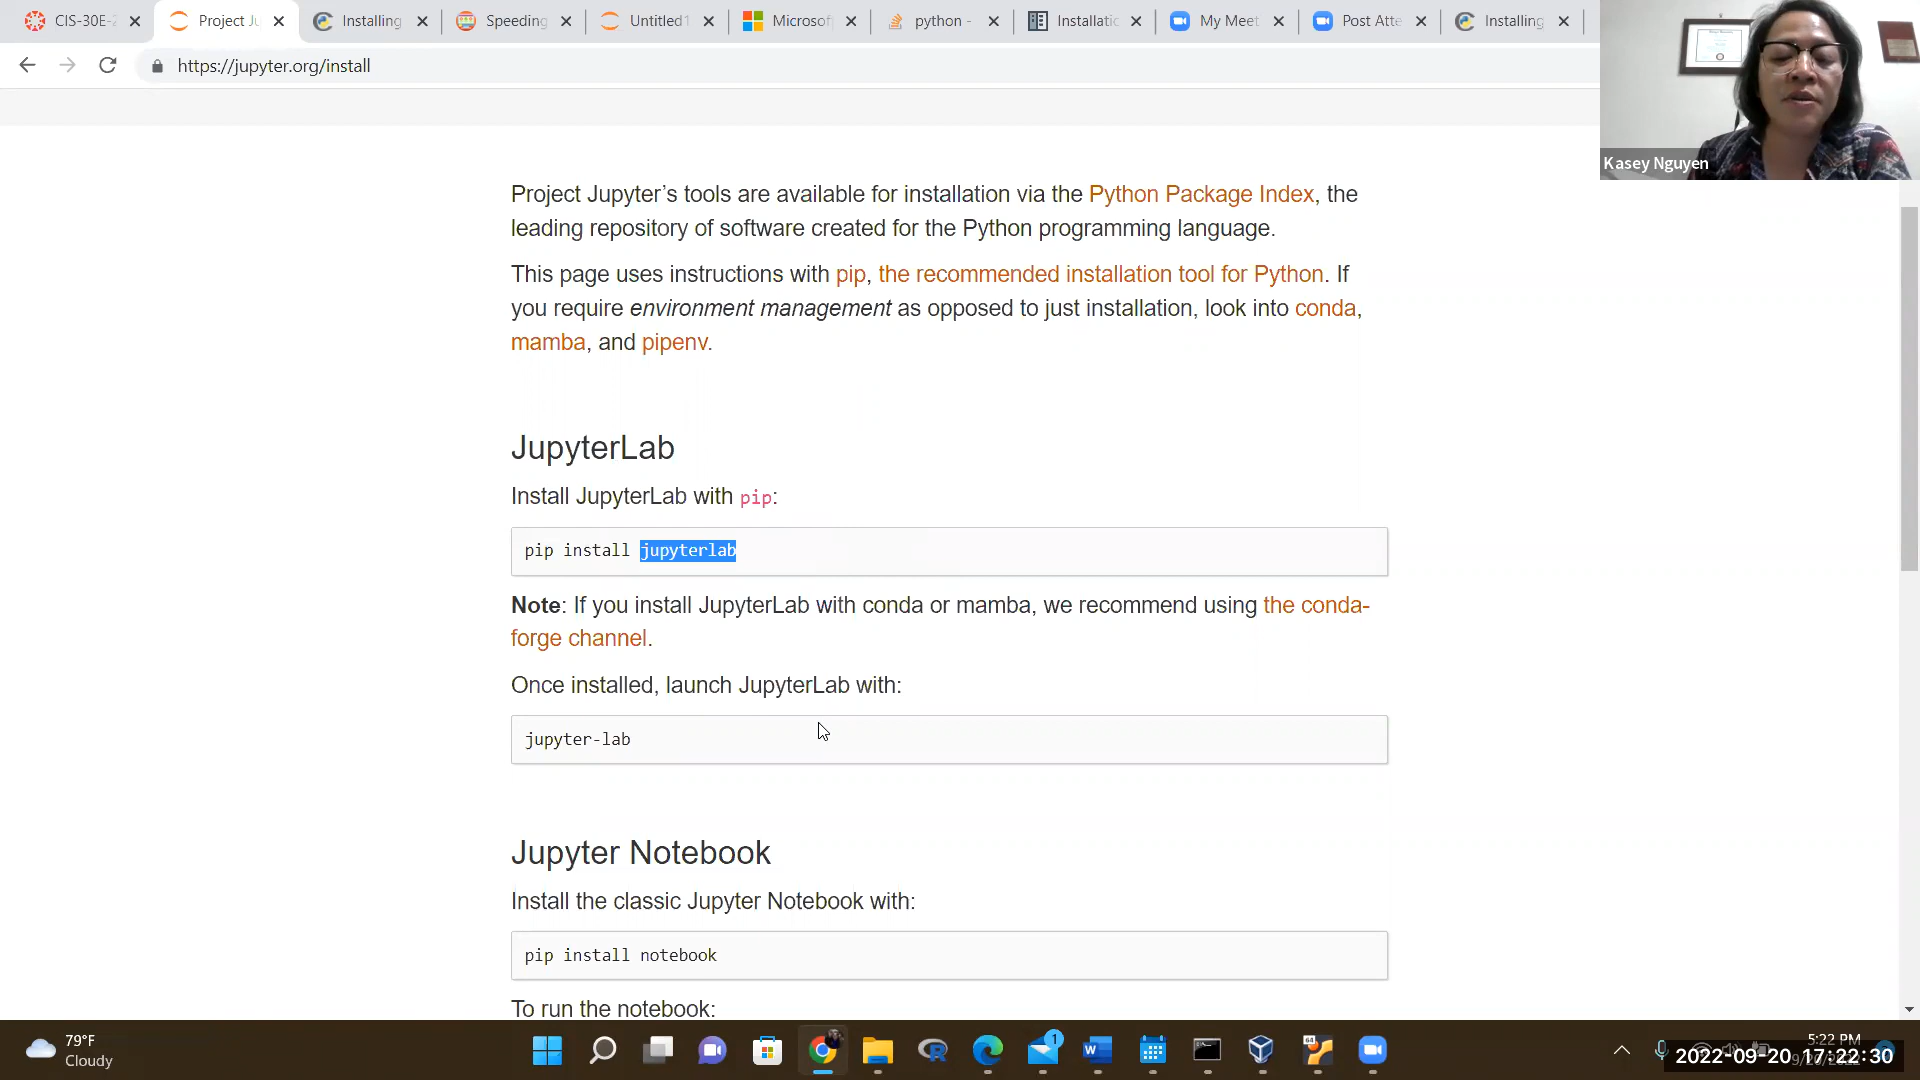 CIS-30E-2
Project Ju
Installing
Speeding
Untitled1
Microsof
python -
Installatio
My Meet
Post Atte
Installing
https://jupyter.org/install
Kasey Nguyen
Project Jupyter’s tools are available for installation via the Python Package Index, the
leading repository of software created for the Python programming language.
This page uses instructions with pip, the recommended installation tool for Python. If
you require environment management as opposed to just installation, look into conda,
mamba, and pipenv.
JupyterLab
Install JupyterLab with pip:
pip install jupyterlab
Note: If you install JupyterLab with conda or mamba, we recommend using the conda-
forge channel.
Once installed, launch JupyterLab with:
jupyter-lab
Jupyter Notebook
Install the classic Jupyter Notebook with:
pip install notebook
To run the notebook:
79°F
Cloudy
1
W
64
5:22 PM
2022-09-20 17:22:30